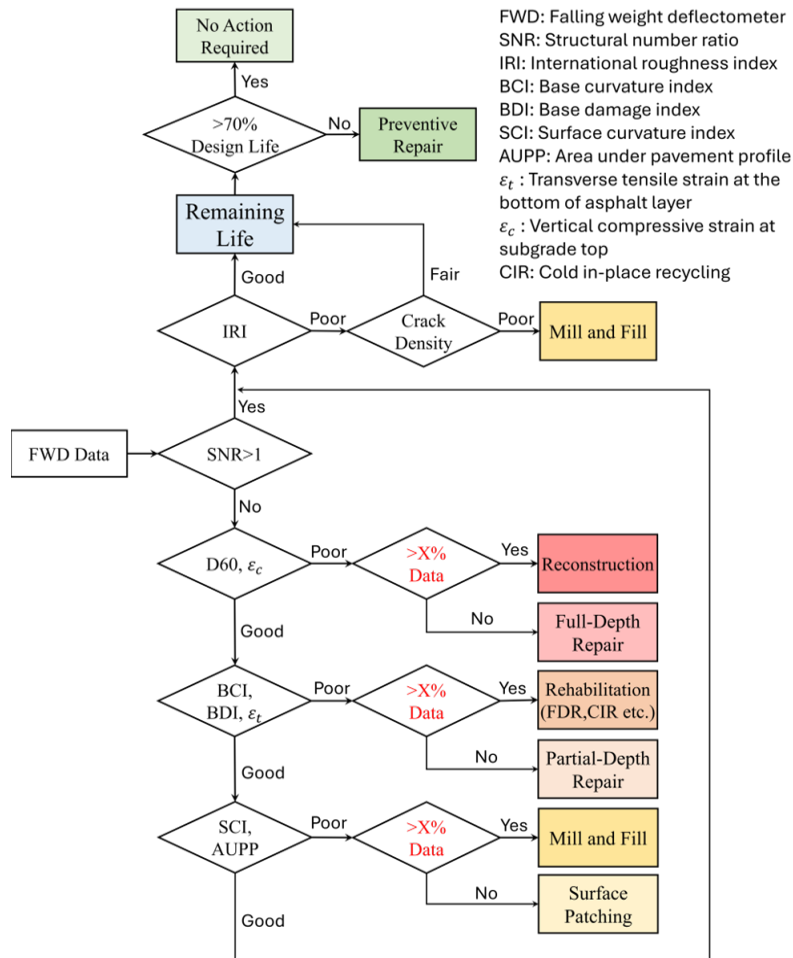 No Action
Required
Yes
>70%
Design Life
No
Preventive
Repair
Remaining
Life
Good
Fair
IRI
Poor
Crack
Density
Poor
Mill and Fill
Yes
FWD Data
SNR>1
No
D60, εc
Poor
>X%
Data
Yes
Reconstruction
No
Full-Depth
Repair
Good
BCI,
BDI, εt
Poor
>X%
Data
Yes
Rehabilitation
(FDR,CIR etc.)
No
Partial-Depth
Repair
Good
SCI,
AUPP
Poor
>X%
Data
Yes
Mill and Fill
No
Surface
Patching
Good
FWD: Falling weight deflectometer
SNR: Structural number ratio
IRI: International roughness index
BCI: Base curvature index
BDI: Base damage index
SCI: Surface curvature index
AUPP: Area under pavement profile
εt : Transverse tensile strain at the
bottom of asphalt layer
εc : Vertical compressive strain at
subgrade top
CIR: Cold in-place recycling